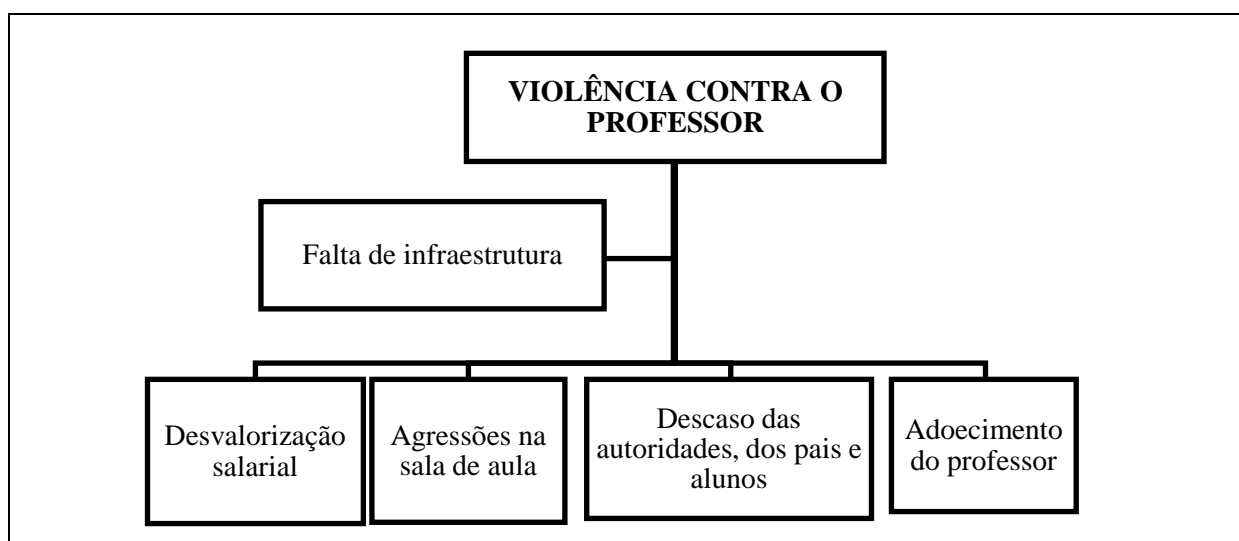 VIOLÊNCIA CONTRA O
PROFESSOR
Falta de infraestrutura
Desvalorização
salarial
Agressões na
sala de aula
Descaso das
autoridades, dos pais e
alunos
Adoecimento
do professor